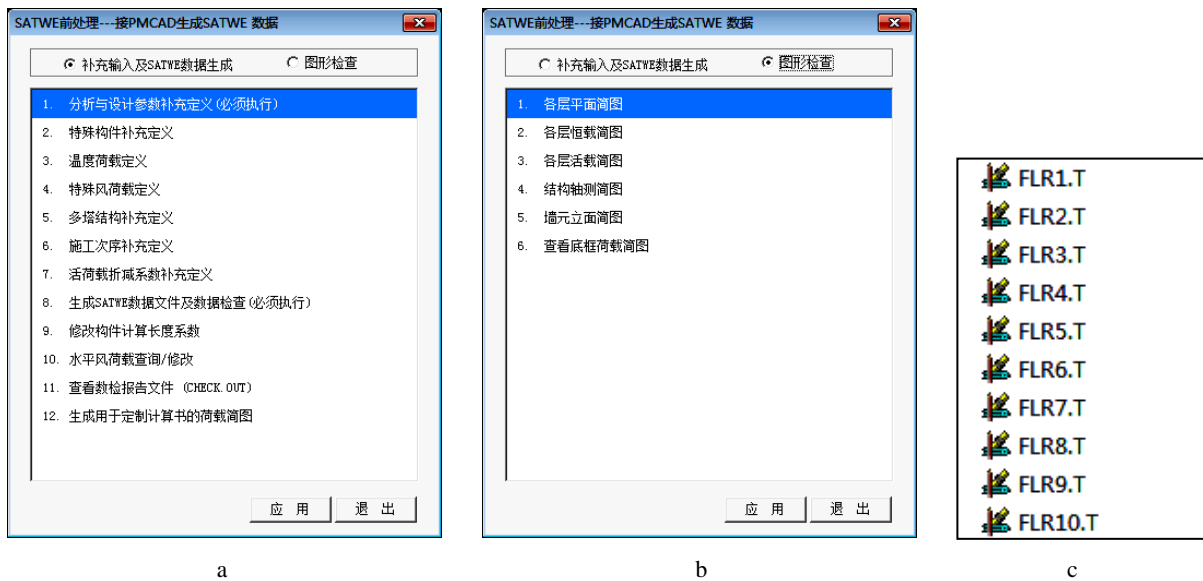 SATWE前处理---接PMCAD生成SATWE 数据
补充输入及SATWE数据生成 图形检查
1. 分析与设计参数补充定义(必须执行)
2. 特殊构件补充定义
3. 温度荷载定义
4. 特殊风荷载定义
5. 多塔结构补充定义
6. 施工次序补充定义
7. 活荷载折减系数补充定义
8. 生成SATWE数据文件及数据检查(必须执行)
9. 修改构件计算长度系数
10. 水平风荷载查询/修改
11. 查看数检报告文件 (CHECK.OUT)
12. 生成用于定制计算书的荷载简图
应 用 退 出
a
SATWE前处理---接PMCAD生成SATWE 数据
补充输入及SATWE数据生成 图形检查
1. 各层平面简图
2. 各层恒载简图
3. 各层活载简图
4. 结构轴测简图
5. 墙元立面简图
6. 查看底框荷载简图
应 用 退 出
b
FLR1.T
FLR2.T
FLR3.T
FLR4.T
FLR5.T
FLR6.T
FLR7.T
FLR8.T
FLR9.T
FLR10.T
c